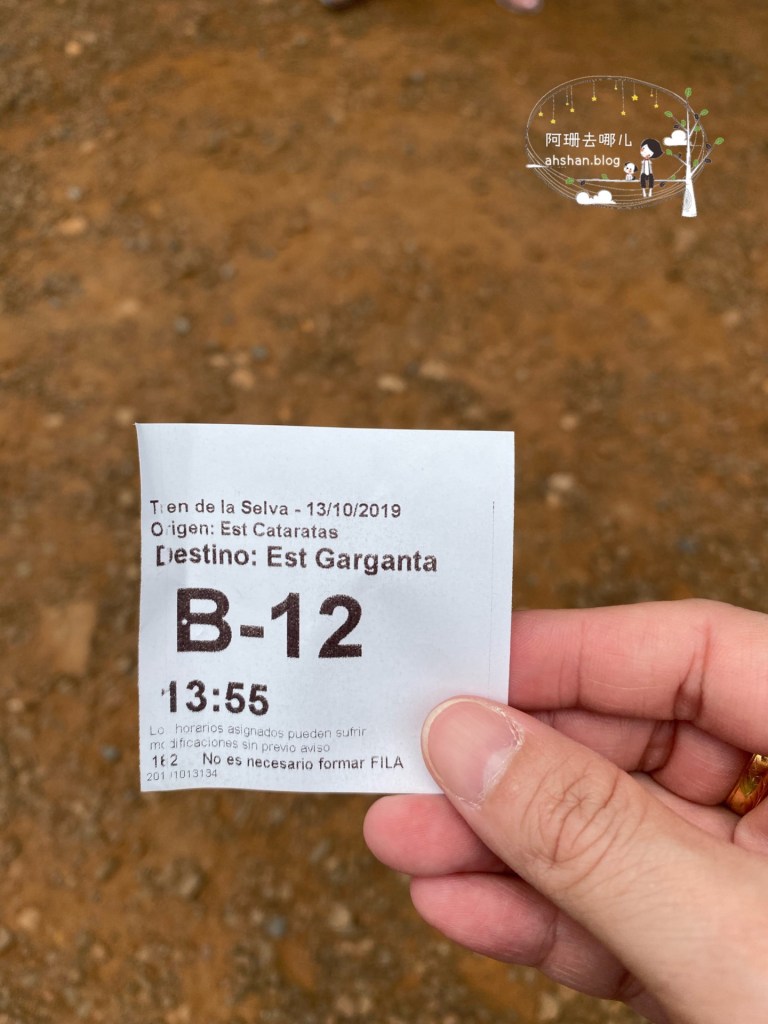 阿珊去哪儿
ahshan.blog
Tren de la Selva - 13/10/2019
Origen: Est Cataratas
Destino: Est Garganta
B-12
13:55
Los horarios asignados pueden sufrir
modificaciones sin previo aviso
No es necesario formar FILA